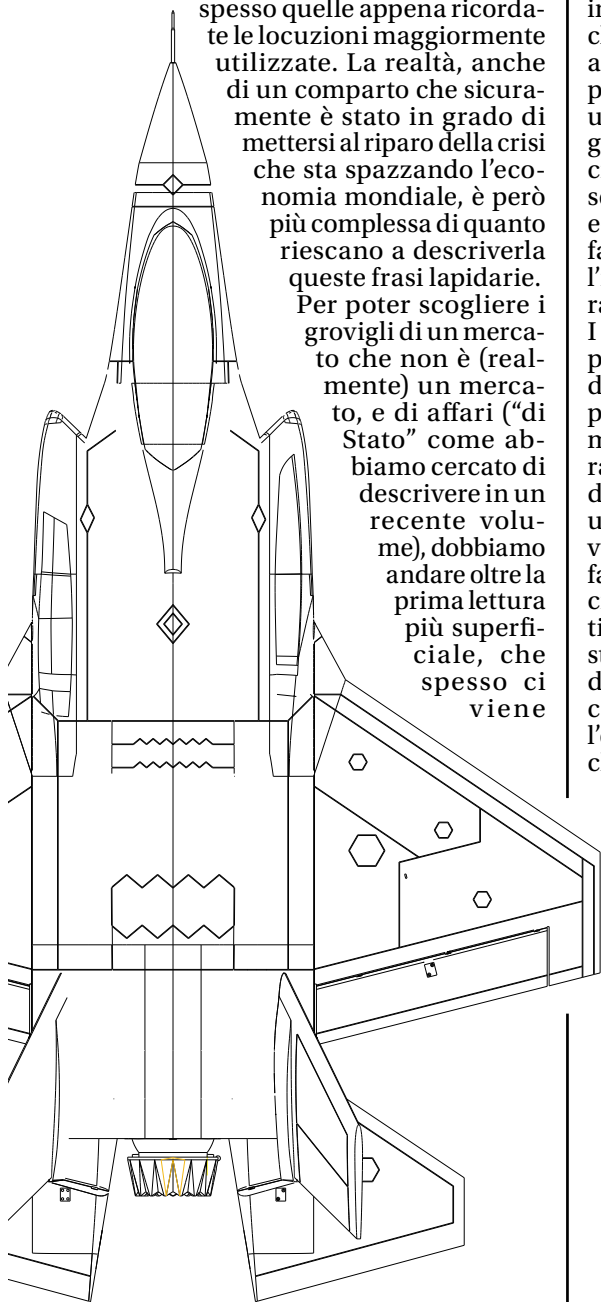 spesso quelle appena ricorda-
te le locuzioni maggiormente
utilizzate. La realtà, anche
di un comparto che sicura-
mente è stato in grado di
mettersi al riparo della crisi
che sta spazzando l’eco-
nomia mondiale, è però
più complessa di quanto
riescano a descriverla
queste frasi lapidarie.
Per poter scogliere i
grovigli di un merca-
to che non è (real-
mente) un merca-
to, e di affari (“di
Stato” come ab-
biamo cercato di
descrivere in un
recente volu-
me), dobbiamo
andare oltre la
prima lettura
più superfi-
ciale, che
spesso ci
viene